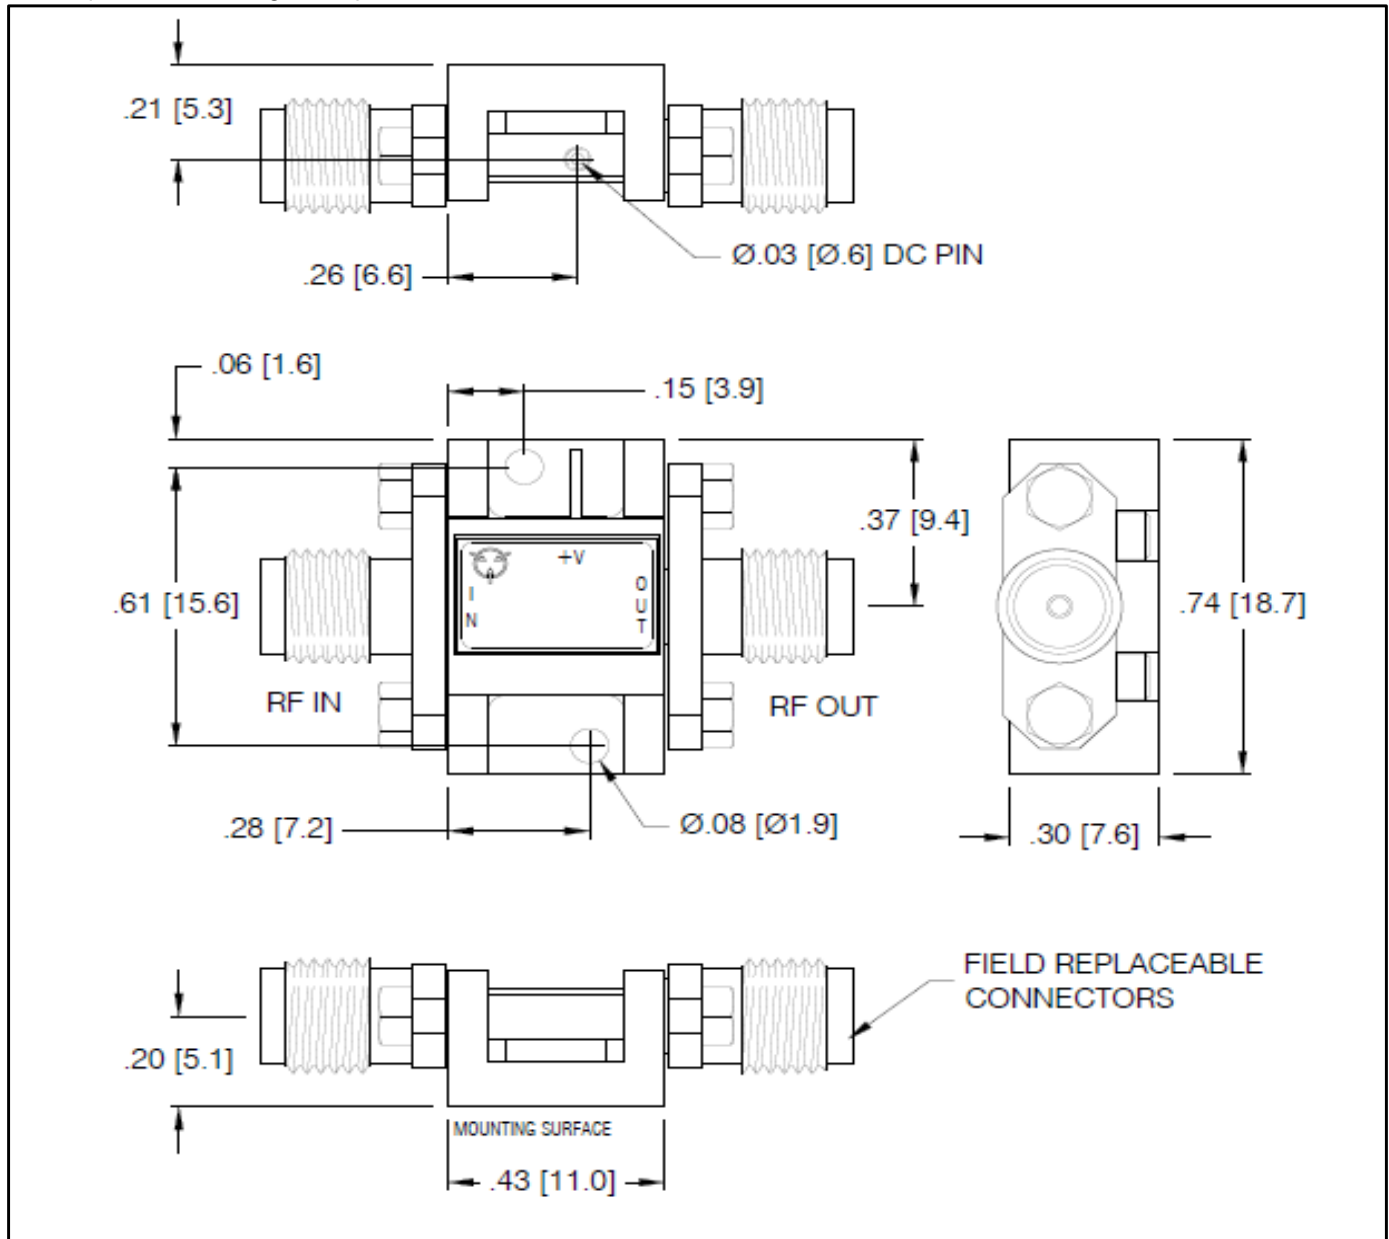 .21 [5.3]
Ø.03 [Ø.6] DC PIN
.26 [6.6]
.06 [1.6]
.15 [3.9]
.37 [9.4]
+V
IN
OUT
.61 [15.6]
.74 [18.7]
RF IN
RF OUT
.28 [7.2]
Ø.08 [Ø1.9]
.30 [7.6]
FIELD REPLACEABLE
CONNECTORS
.20 [5.1]
MOUNTING SURFACE
.43 [11.0]